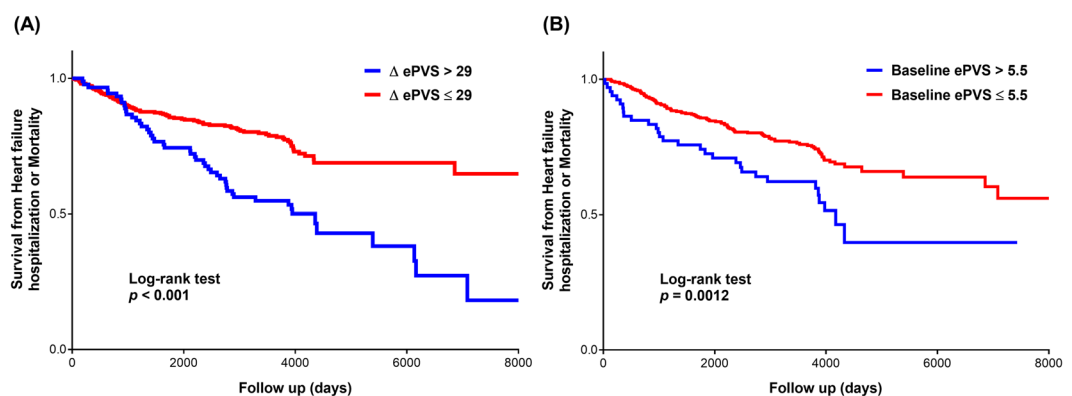 (A)
Δ ePVS > 29
Δ ePVS ≤ 29
Survival from Heart failure
hospitalization or Mortality
1.0
0.5
0.0
Log-rank test
p < 0.001
0
2000
4000
6000
8000
Follow up (days)
(B)
Baseline ePVS > 5.5
Baseline ePVS ≤ 5.5
Survival from Heart failure
hospitalization or Mortality
1.0
0.5
0.0
Log-rank test
p = 0.0012
0
2000
4000
6000
8000
Follow up (days)